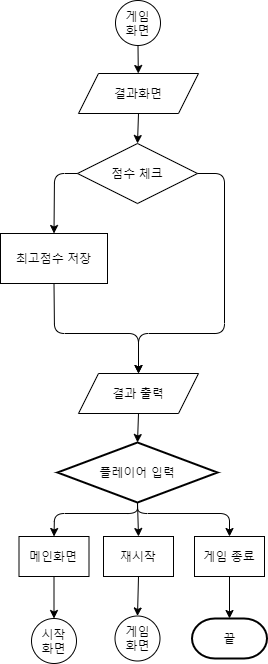 게임
화면
결과화면
점수 체크
최고점수 저장
결과 출력
플레이어 입력
메인화면
재시작
게임 종료
시작
화면
게임
화면
끝